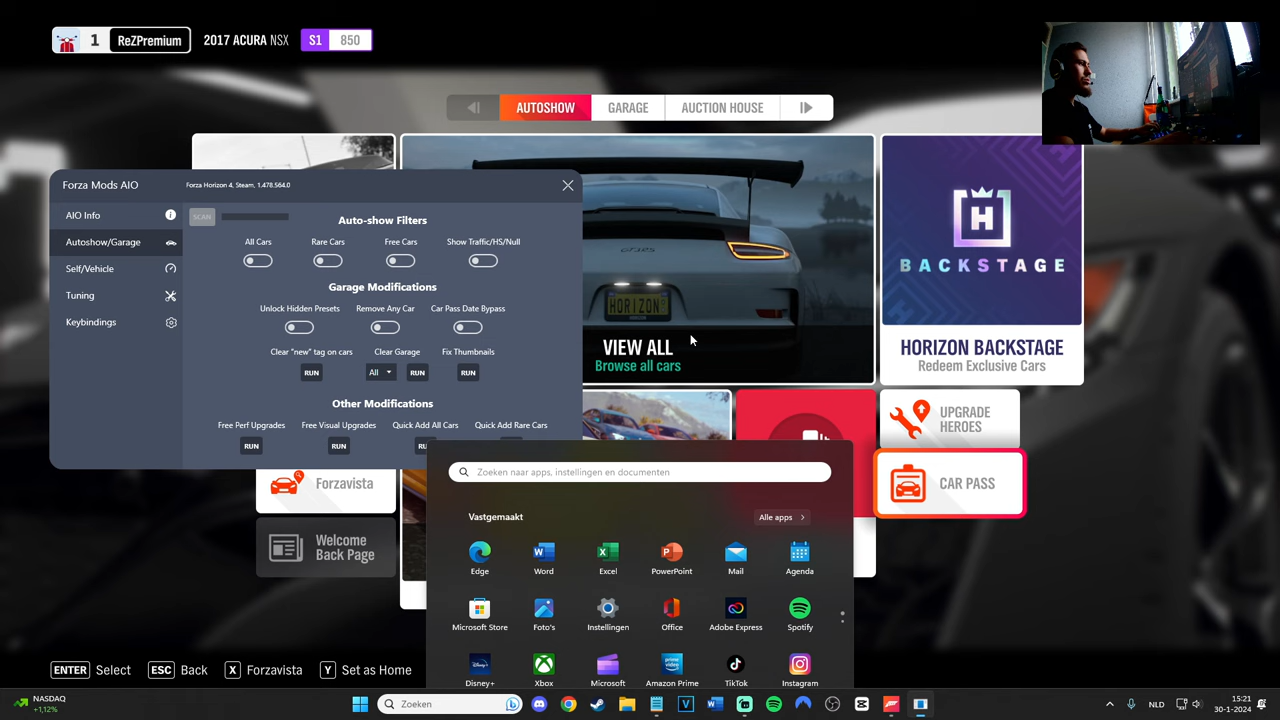 1 ReZPremium 2017 ACURA NSX S1 850
AUTOSHOW GARAGE AUCTION HOUSE
Forza Mods AIO Forza Horizon 4, Steam, 1.478.564.0
AIO Info
Autoshow/Garage
Self/Vehicle
Tuning
Keybindings
SCAN
Auto-show Filters
All Cars Rare Cars Free Cars Show Traffic/HS/Null
Garage Modifications
Unlock Hidden Presets Remove Any Car Car Pass Date Bypass
Clear "new" tag on cars Clear Garage Fix Thumbnails
RUN All RUN RUN
Other Modifications
Free Perf Upgrades Free Visual Upgrades Quick Add All Cars Quick Add Rare Cars
RUN RUN RU
HORIZON
VIEW ALL
Browse all cars
H
BACKSTAGE
HORIZON BACKSTAGE
Redeem Exclusive Cars
UPGRADE
HEROES
CAR PASS
Forzavista
Welcome
Back Page
Zoeken naar apps, instellingen en documenten
Vastgemaakt Alle apps
Edge Word Excel PowerPoint Mail Agenda
Microsoft Store Foto's Instellingen Office Adobe Express Spotify
Disney+ Xbox Microsoft Amazon Prime TikTok Instagram
ENTER Select ESC Back X Forzavista Y Set as Home
NASDAQ
+1,12%
Zoeken
NLD
15:21
30-1-2024